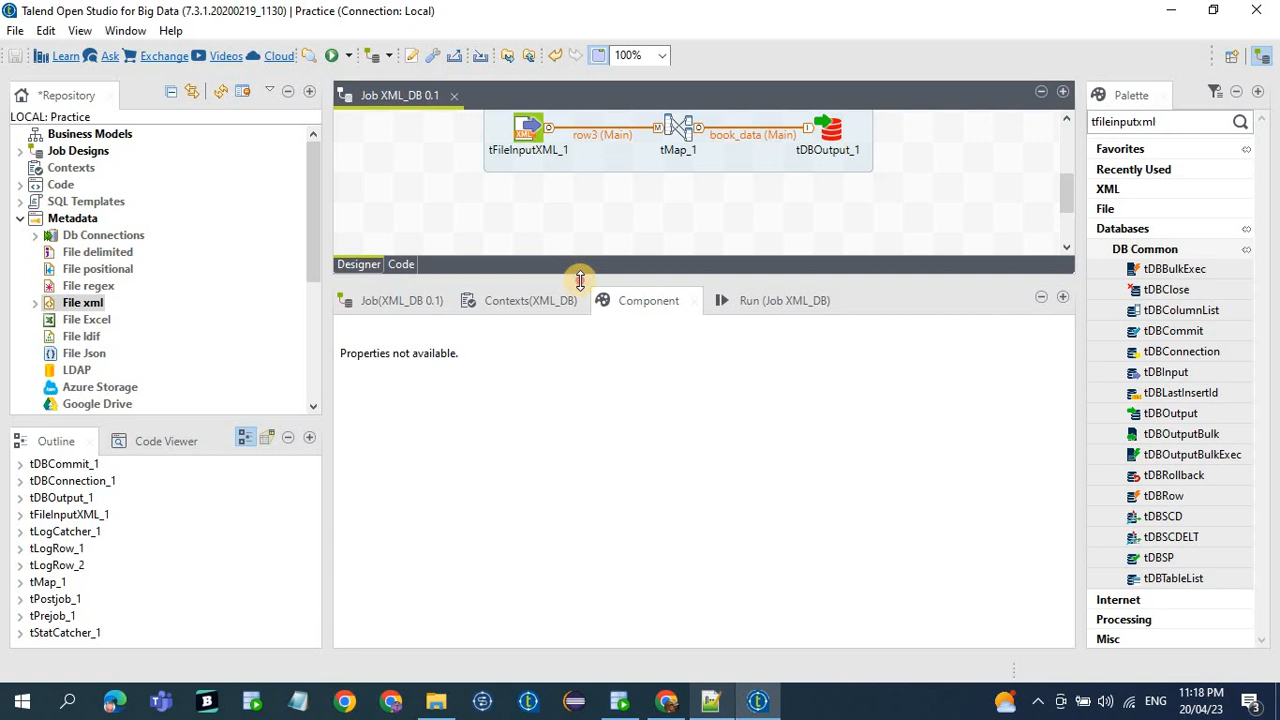 Talend Open Studio for Big Data (7.3.1.20200219_1130) | Practice (Connection: Local)
File Edit View Window Help
Learn Ask Exchange Videos Cloud 100%
*Repository
LOCAL: Practice
Business Models
Job Designs
Contexts
Code
SQL Templates
Metadata
Db Connections
File delimited
File positional
File regex
File xml
File Excel
File ldif
File Json
LDAP
Azure Storage
Google Drive
Outline Code Viewer
tDBCommit_1
tDBConnection_1
tDBOutput_1
tFileInputXML_1
tLogCatcher_1
tLogRow_1
tLogRow_2
tMap_1
tPostjob_1
tPrejob_1
tStatCatcher_1
Job XML_DB 0.1
XML row3 (Main) M book_data (Main)
tFileInputXML_1 tMap_1 tDBOutput_1
Designer Code
Job(XML_DB 0.1) Contexts(XML_DB) Component Run (Job XML_DB)
Properties not available.
Palette
tfileinputxml
Favorites
Recently Used
XML
File
Databases
DB Common
tDBBulkExec
tDBClose
tDBColumnList
tDBCommit
tDBConnection
tDBInput
tDBLastInsertId
tDBOutput
tDBOutputBulk
tDBOutputBulkExec
tDBRollback
tDBRow
tDBSCD
tDBSCDELT
tDBSP
tDBTableList
Internet
Processing
Misc
ENG
11:18 PM
20/04/23
3